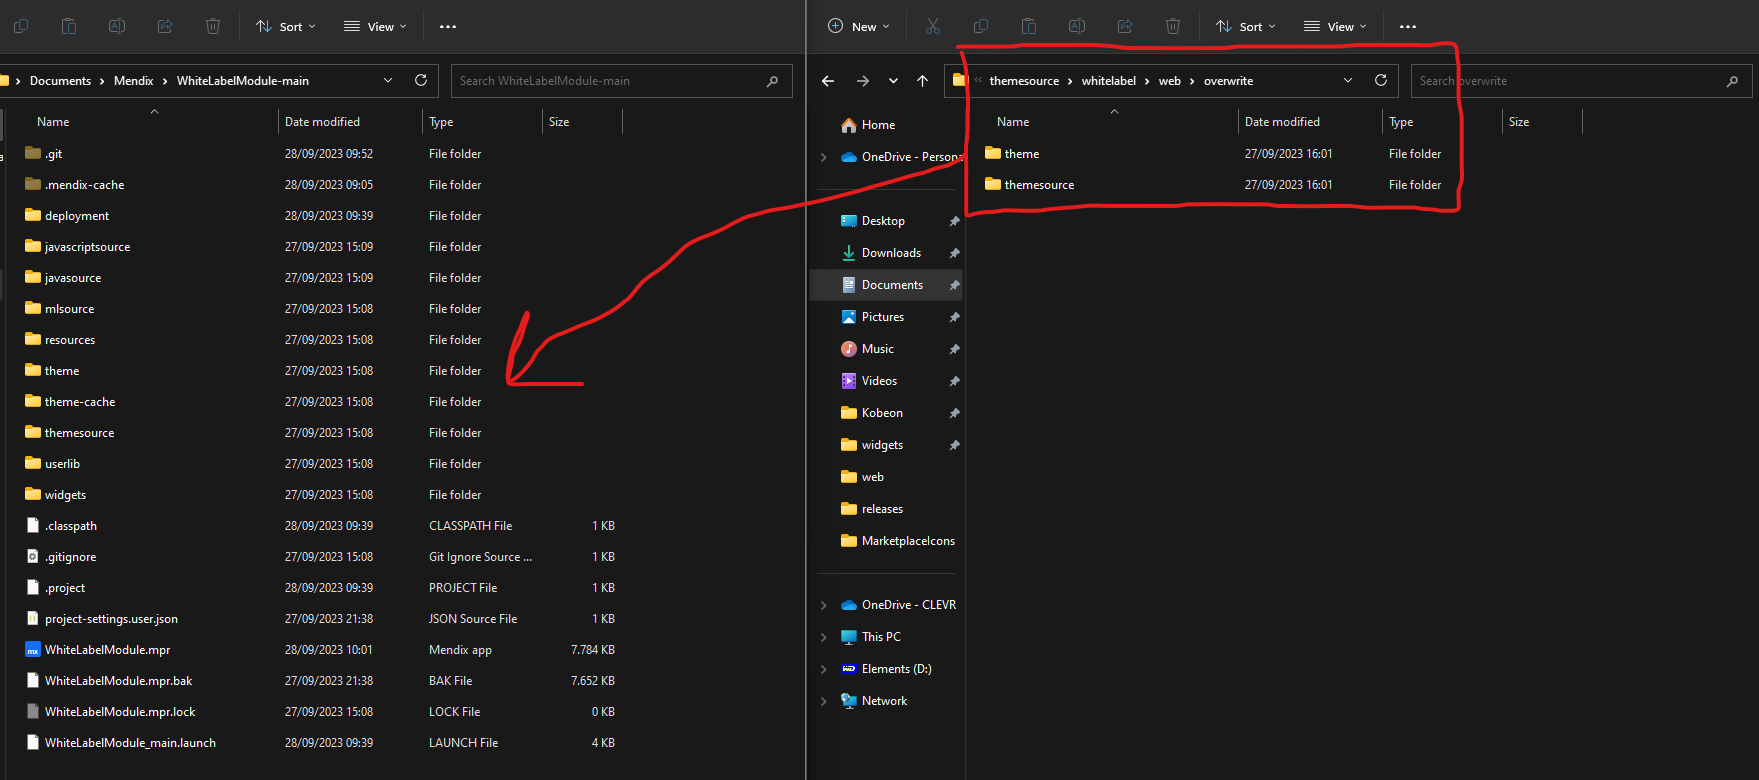 Sort
View
Documents > Mendix > WhiteLabelModule-main
Search WhiteLabelModule-main
Name Date modified Type Size
.git 28/09/2023 09:52 File folder
.mendix-cache 28/09/2023 09:05 File folder
deployment 28/09/2023 09:39 File folder
javascriptsource 27/09/2023 15:09 File folder
javasource 27/09/2023 15:09 File folder
mlsource 27/09/2023 15:08 File folder
resources 27/09/2023 15:08 File folder
theme 27/09/2023 15:08 File folder
theme-cache 27/09/2023 15:08 File folder
themesource 27/09/2023 15:08 File folder
userlib 27/09/2023 15:08 File folder
widgets 27/09/2023 15:08 File folder
.classpath 28/09/2023 09:39 CLASSPATH File 1 KB
.gitignore 27/09/2023 15:08 Git Ignore Source ... 1 KB
.project 28/09/2023 09:39 PROJECT File 1 KB
project-settings.user.json 27/09/2023 21:38 JSON Source File 1 KB
WhiteLabelModule.mpr 28/09/2023 10:01 Mendix app 7.784 KB
WhiteLabelModule.mpr.bak 27/09/2023 21:38 BAK File 7.652 KB
WhiteLabelModule.mpr.lock 27/09/2023 15:08 LOCK File 0 KB
WhiteLabelModule_main.launch 28/09/2023 09:39 LAUNCH File 4 KB
New
Sort
View
« themesource > whitelabel > web > overwrite
Search overwrite
Home
OneDrive - Persona
Desktop
Downloads
Documents
Pictures
Music
Videos
Kobeon
widgets
web
releases
MarketplaceIcons
OneDrive - CLEVR
This PC
Elements (D:)
Network
Name Date modified Type Size
theme 27/09/2023 16:01 File folder
themesource 27/09/2023 16:01 File folder